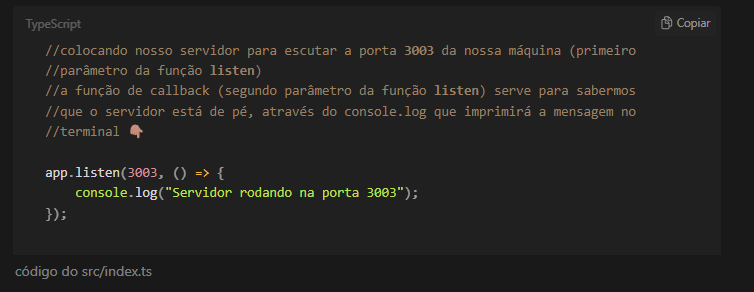 TypeScript
Copiar
//colocando nosso servidor para escutar a porta 3003 da nossa máquina (primeiro
//parâmetro da função listen)
//a função de callback (segundo parâmetro da função listen) serve para sabermos
//que o servidor está de pé, através do console.log que imprimirá a mensagem no
//terminal 👇🏽
app.listen(3003, () => {
    console.log("Servidor rodando na porta 3003");
});
código do src/index.ts